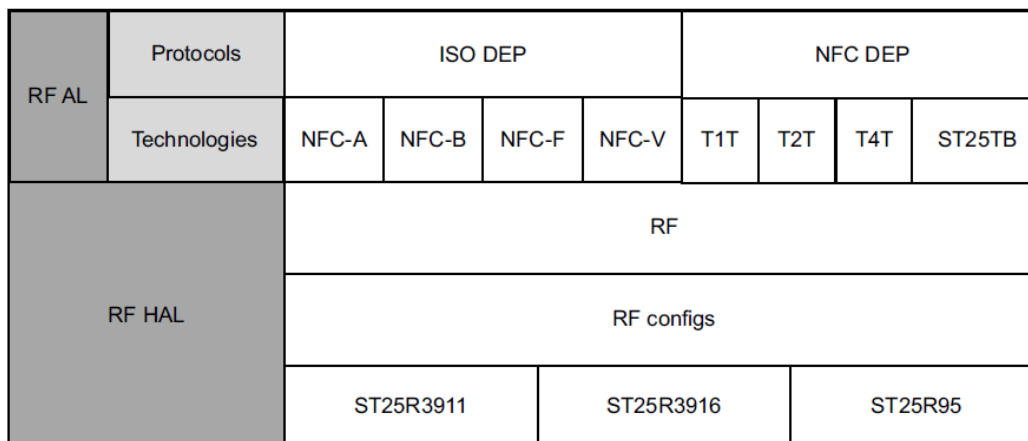 RF AL
Protocols
ISO DEP
NFC DEP
Technologies
NFC-A
NFC-B
NFC-F
NFC-V
T1T
T2T
T4T
ST25TB
RF HAL
RF
RF configs
ST25R3911
ST25R3916
ST25R95